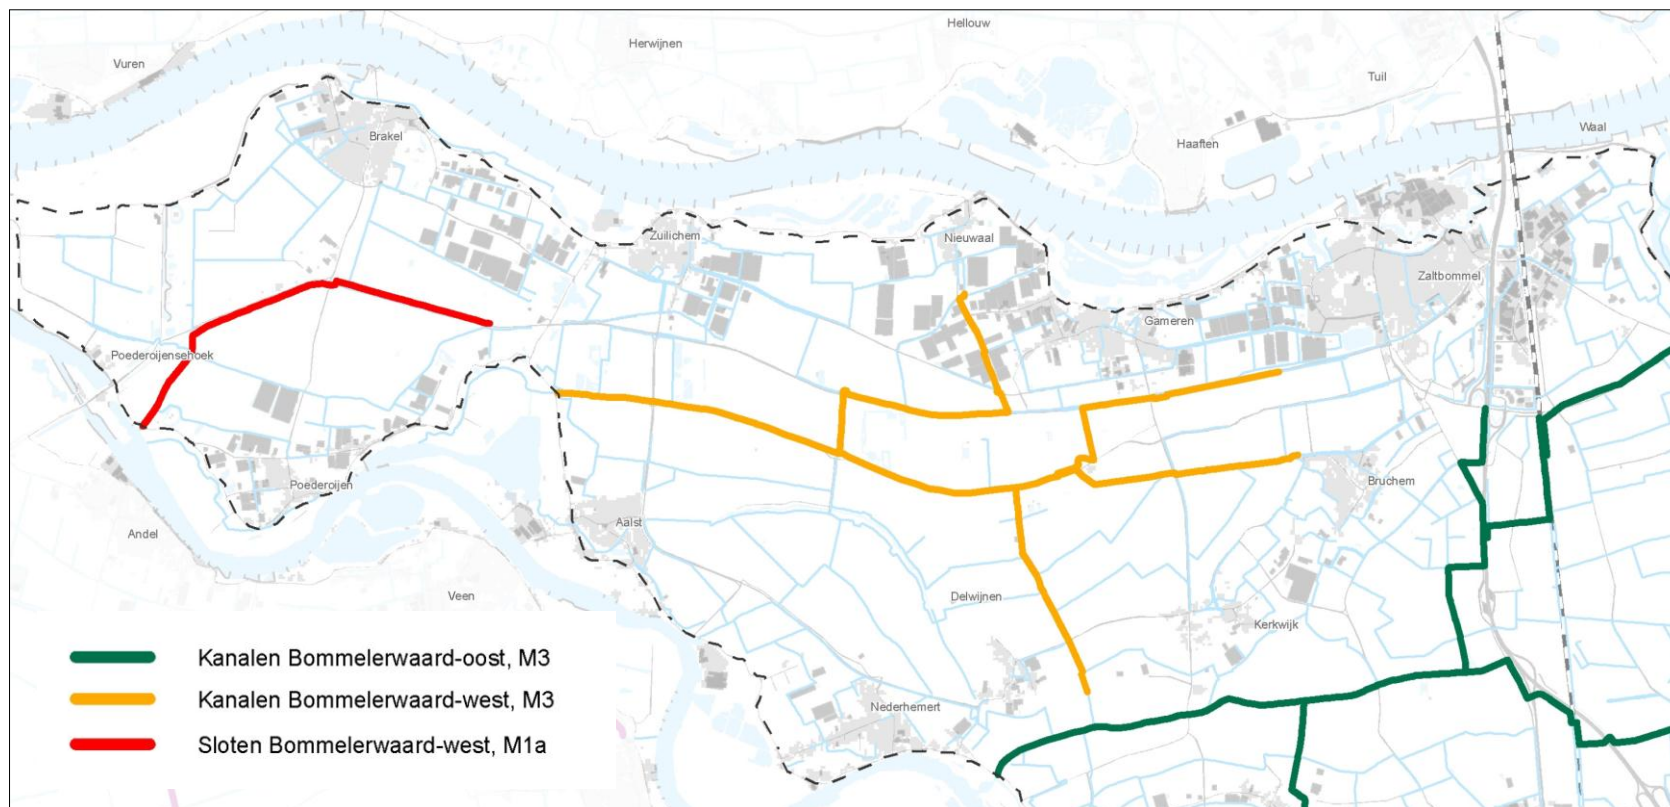 Hellouw
Herwijnen
Vuren
Tuil
Waal
Brakel
Haaften
Zuilichem
Nieuwaal
Zaltbommel
Gameren
Poederoijensehoek
Poederoijen
Bruchem
Aalst
Andel
Veen
Delwijnen
Kerkwijk
Nederhemert
Kanalen Bommelerwaard-oost, M3
Kanalen Bommelerwaard-west, M3
Sloten Bommelerwaard-west, M1a